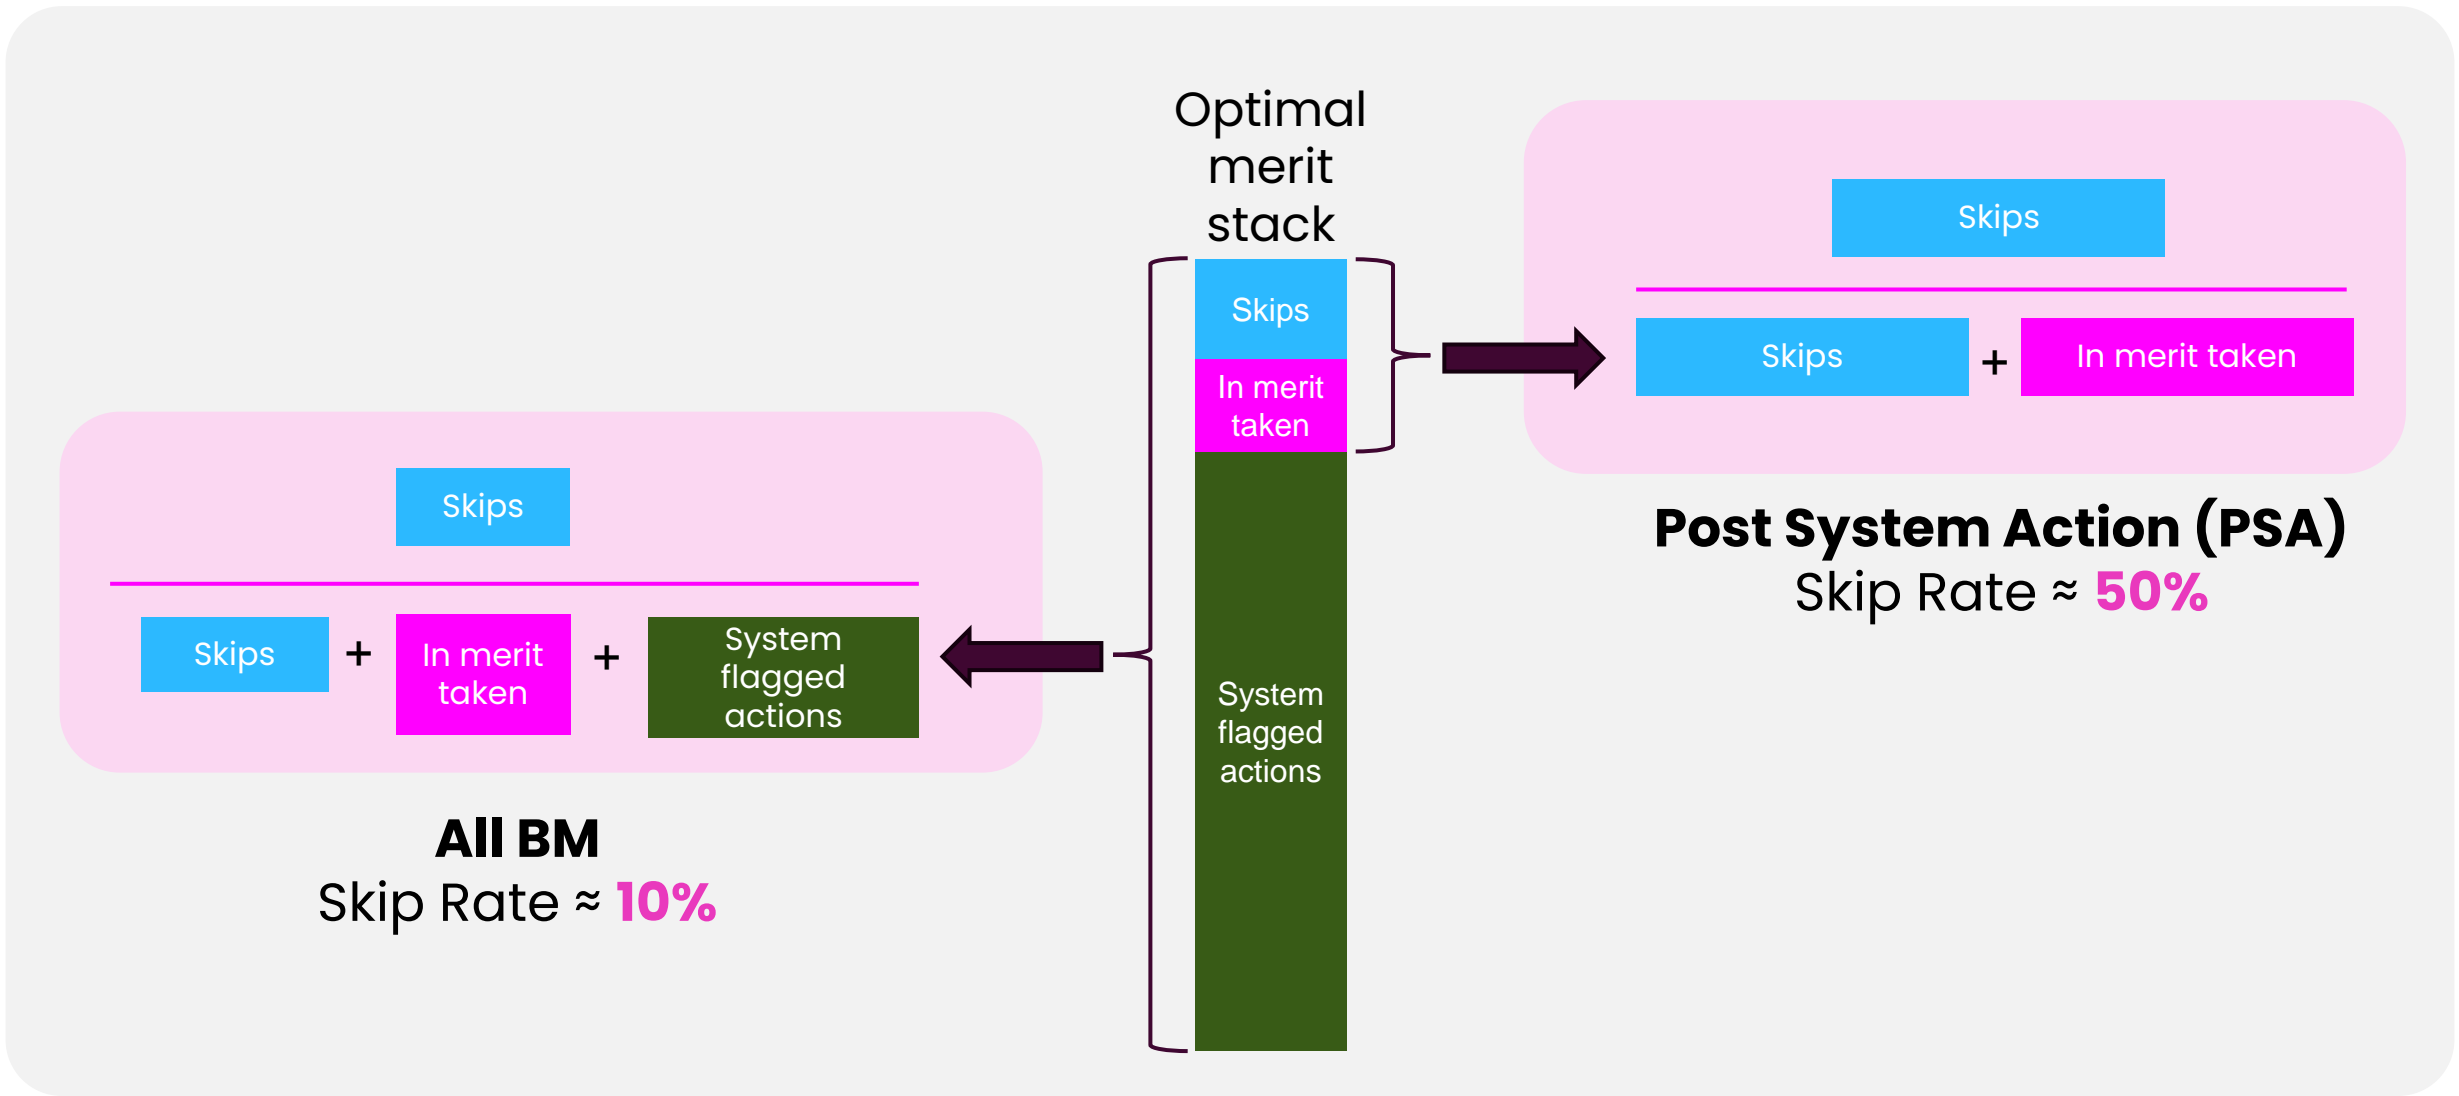 Optimal
merit
stack
Skips
In merit
taken
System
flagged
actions
Skips
Skips + In merit taken
Post System Action (PSA)
Skip Rate ≈ 50%
Skips
Skips + In merit
taken + System
flagged
actions
All BM
Skip Rate ≈ 10%